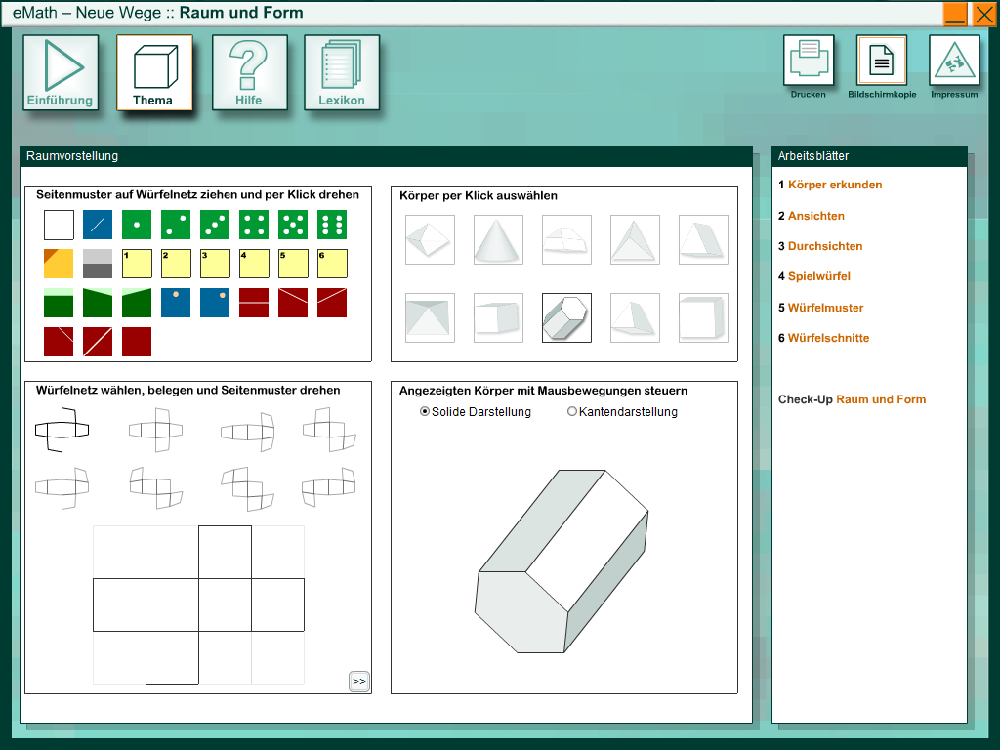 eMath – Neue Wege :: Raum und Form
Einführung
Thema
Hilfe
Lexikon
Drucken
Bildschirmkopie
Impressum
Raumvorstellung
Seitenmuster auf Würfelnetz ziehen und per Klick drehen
1 2 3 4 5 6
Körper per Klick auswählen
Würfelnetz wählen, belegen und Seitenmuster drehen
>>
Angezeigten Körper mit Mausbewegungen steuern
Solide Darstellung
Kantendarstellung
Arbeitsblätter
1 Körper erkunden
2 Ansichten
3 Durchsichten
4 Spielwürfel
5 Würfelmuster
6 Würfelschnitte
Check-Up Raum und Form